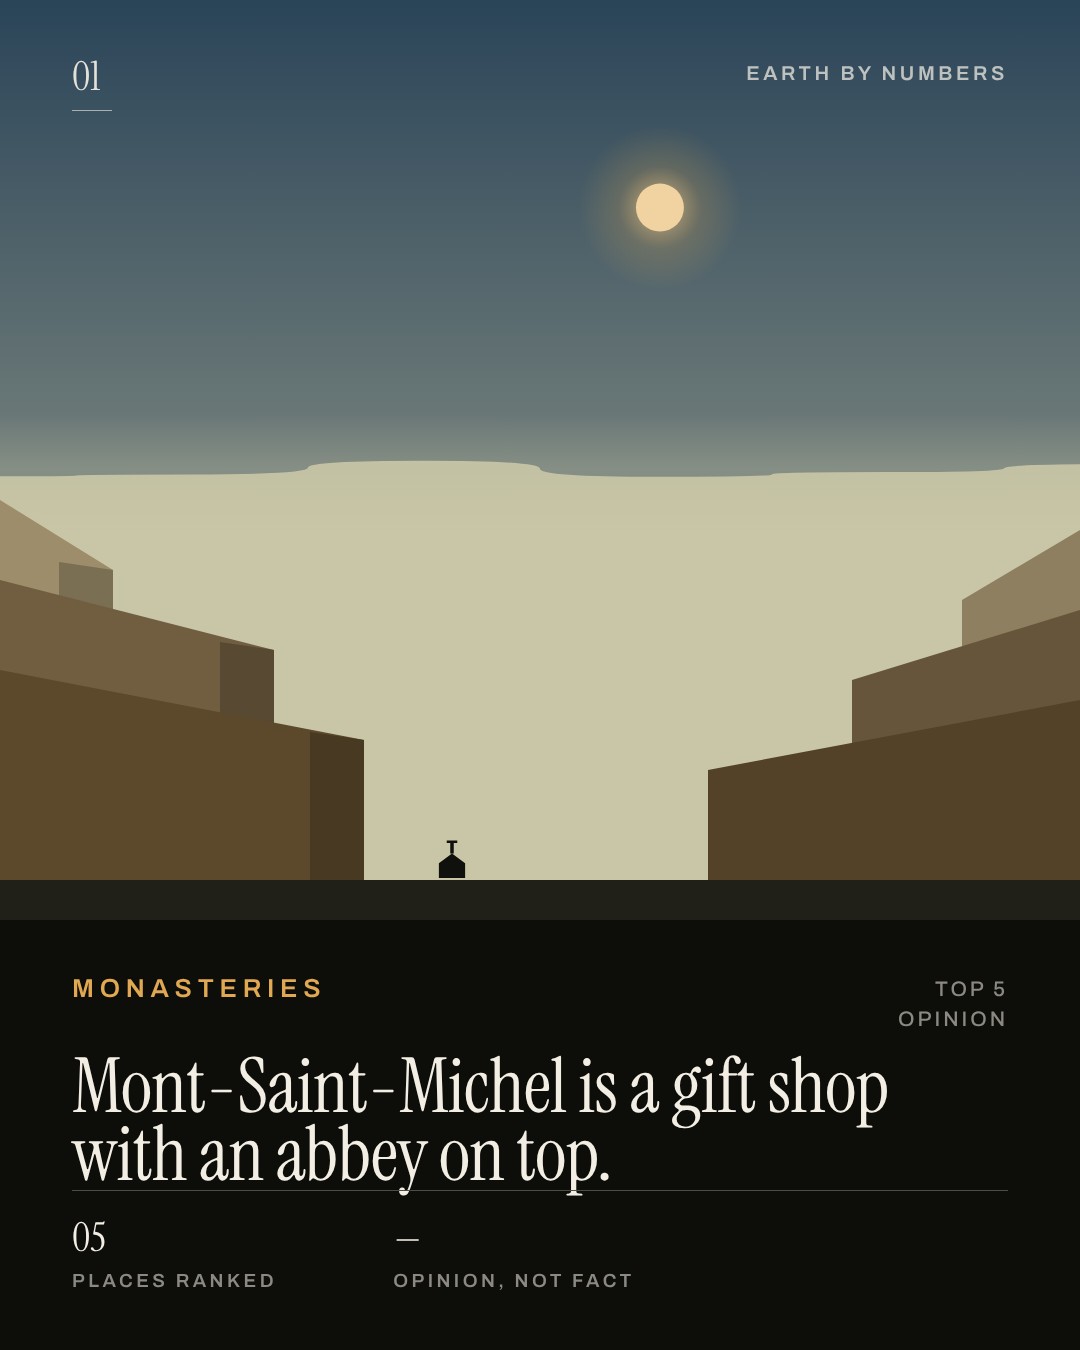 01
EARTH BY NUMBERS
MONASTERIES
TOP 5
OPINION
Mont-Saint-Michel is a gift shop
with an abbey on top.
05
—
PLACES RANKED
OPINION, NOT FACT